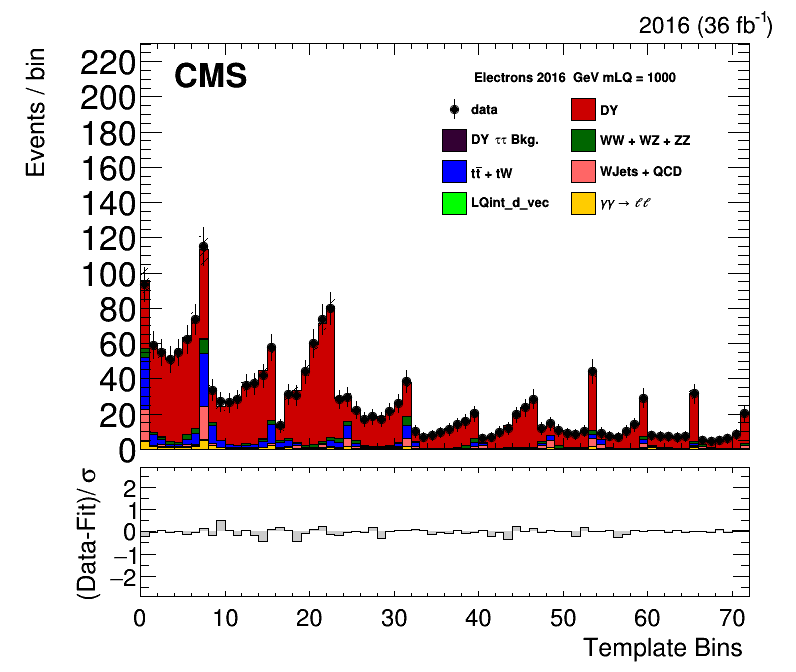 2016 (36 fb-1)
CMS
Electrons 2016 GeV mLQ = 1000
data
DY
DY ττ Bkg.
WW + WZ + ZZ
tt̅ + tW
WJets + QCD
LQint_d_vec
γγ → ℓℓ
Events / bin
220
200
180
160
140
120
100
80
60
40
20
0
(Data-Fit)/ σ
2
1
0
−1
−2
0 10 20 30 40 50 60 70
Template Bins